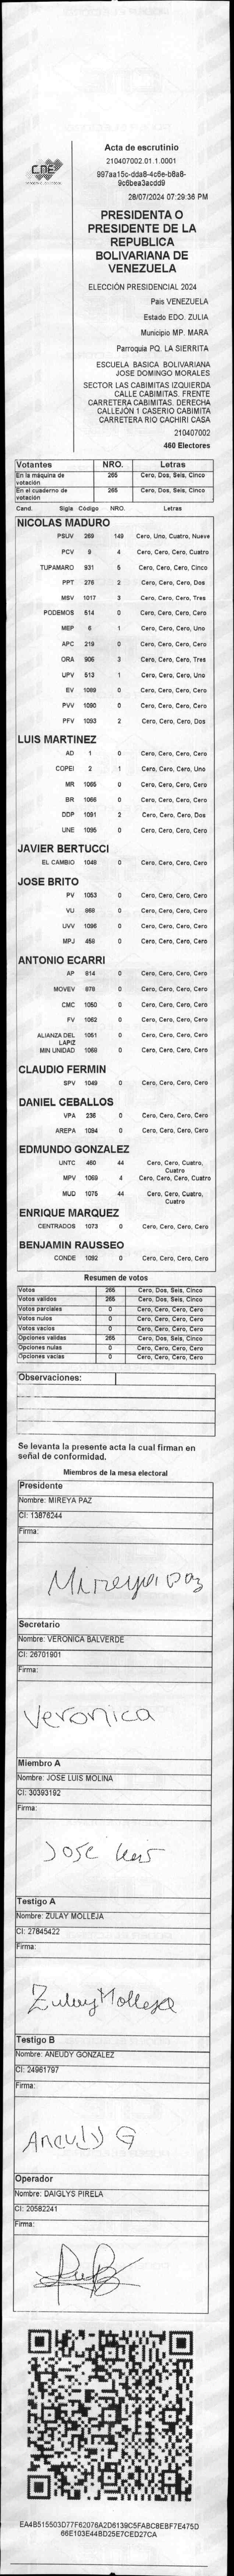 CNE
Acta de escrutinio
210407002.01.1.0001
997aa15c-dda8-4c6e-b8a8-
9c6bea3acdd9
28/07/2024 07:29:36 PM
PRESIDENTA O
PRESIDENTE DE LA
REPUBLICA
BOLIVARIANA DE
VENEZUELA
ELECCIÓN PRESIDENCIAL 2024
Pais VENEZUELA
Estado EDO. ZULIA
Municipio MP. MARA
Parroquia PQ. LA SIERRITA
ESCUELA BASICA BOLIVARIANA
JOSE DOMINGO MORALES
SECTOR LAS CABIMITAS IZQUIERDA
CALLE CABIMITAS. FRENTE
CARRETERA CABIMITAS. DERECHA
CALLEJÓN 1 CASERIO CABIMITA
CARRETERA RIO CACHIRI CASA
210407002
460 Electores
Votantes NRO. Letras
En la máquina de votación 265 Cero, Dos, Seis, Cinco
En el cuaderno de votación 265 Cero, Dos, Seis, Cinco
Cand. Sigla Código NRO. Letras
NICOLAS MADURO
PSUV 269 149 Cero, Uno, Cuatro, Nueve
PCV 9 4 Cero, Cero, Cero, Cuatro
TUPAMARO 931 5 Cero, Cero, Cero, Cinco
PPT 276 2 Cero, Cero, Cero, Dos
MSV 1017 3 Cero, Cero, Cero, Tres
PODEMOS 514 0 Cero, Cero, Cero, Cero
MEP 6 1 Cero, Cero, Cero, Uno
APC 219 0 Cero, Cero, Cero, Cero
ORA 906 3 Cero, Cero, Cero, Tres
UPV 513 1 Cero, Cero, Cero, Uno
EV 1089 0 Cero, Cero, Cero, Cero
PVV 1090 0 Cero, Cero, Cero, Cero
PFV 1093 2 Cero, Cero, Cero, Dos
LUIS MARTINEZ
AD 1 0 Cero, Cero, Cero, Cero
COPEI 2 1 Cero, Cero, Cero, Uno
MR 1065 0 Cero, Cero, Cero, Cero
BR 1066 0 Cero, Cero, Cero, Cero
DDP 1091 2 Cero, Cero, Cero, Dos
UNE 1095 0 Cero, Cero, Cero, Cero
JAVIER BERTUCCI
EL CAMBIO 1048 0 Cero, Cero, Cero, Cero
JOSE BRITO
PV 1053 0 Cero, Cero, Cero, Cero
VU 868 0 Cero, Cero, Cero, Cero
UVV 1096 0 Cero, Cero, Cero, Cero
MPJ 458 0 Cero, Cero, Cero, Cero
ANTONIO ECARRI
AP 814 0 Cero, Cero, Cero, Cero
MOVEV 878 0 Cero, Cero, Cero, Cero
CMC 1050 0 Cero, Cero, Cero, Cero
FV 1062 0 Cero, Cero, Cero, Cero
ALIANZA DEL LAPIZ 1051 0 Cero, Cero, Cero, Cero
MIN UNIDAD 1058 0 Cero, Cero, Cero, Cero
CLAUDIO FERMIN
SPV 1049 0 Cero, Cero, Cero, Cero
DANIEL CEBALLOS
VPA 236 0 Cero, Cero, Cero, Cero
AREPA 1094 0 Cero, Cero, Cero, Cero
EDMUNDO GONZALEZ
UNTC 460 44 Cero, Cero, Cuatro, Cuatro
MPV 1069 4 Cero, Cero, Cero, Cuatro
MUD 1075 44 Cero, Cero, Cuatro, Cuatro
ENRIQUE MARQUEZ
CENTRADOS 1073 0 Cero, Cero, Cero, Cero
BENJAMIN RAUSSEO
CONDE 1092 0 Cero, Cero, Cero, Cero
Resumen de votos
Votos 265 Cero, Dos, Seis, Cinco
Votos validos 265 Cero, Dos, Seis, Cinco
Votos parciales 0 Cero, Cero, Cero, Cero
Votos nulos 0 Cero, Cero, Cero, Cero
Votos vacios 0 Cero, Cero, Cero, Cero
Opciones validas 265 Cero, Dos, Seis, Cinco
Opciones nulas 0 Cero, Cero, Cero, Cero
Opciones vacias 0 Cero, Cero, Cero, Cero
Observaciones:
Se levanta la presente acta la cual firman en
señal de conformidad.
Miembros de la mesa electoral
Presidente
Nombre: MIREYA PAZ
CI: 13876244
Firma:
Mireya Paz
Secretario
Nombre: VERONICA BALVERDE
CI: 26701901
Firma:
Veronica
Miembro A
Nombre: JOSE LUIS MOLINA
CI: 30393192
Firma:
Jose Luis
Testigo A
Nombre: ZULAY MOLLEJA
CI: 27845422
Firma:
Zulay Molleja
Testigo B
Nombre: ANEUDY GONZALEZ
CI: 24961797
Firma:
Aneudy G
Operador
Nombre: DAIGLYS PIRELA
CI: 20582241
Firma:
EA4B515503D77F62076A2D6139C5FABC8EBF7E475D
66E103E44BD25E7CED27CA